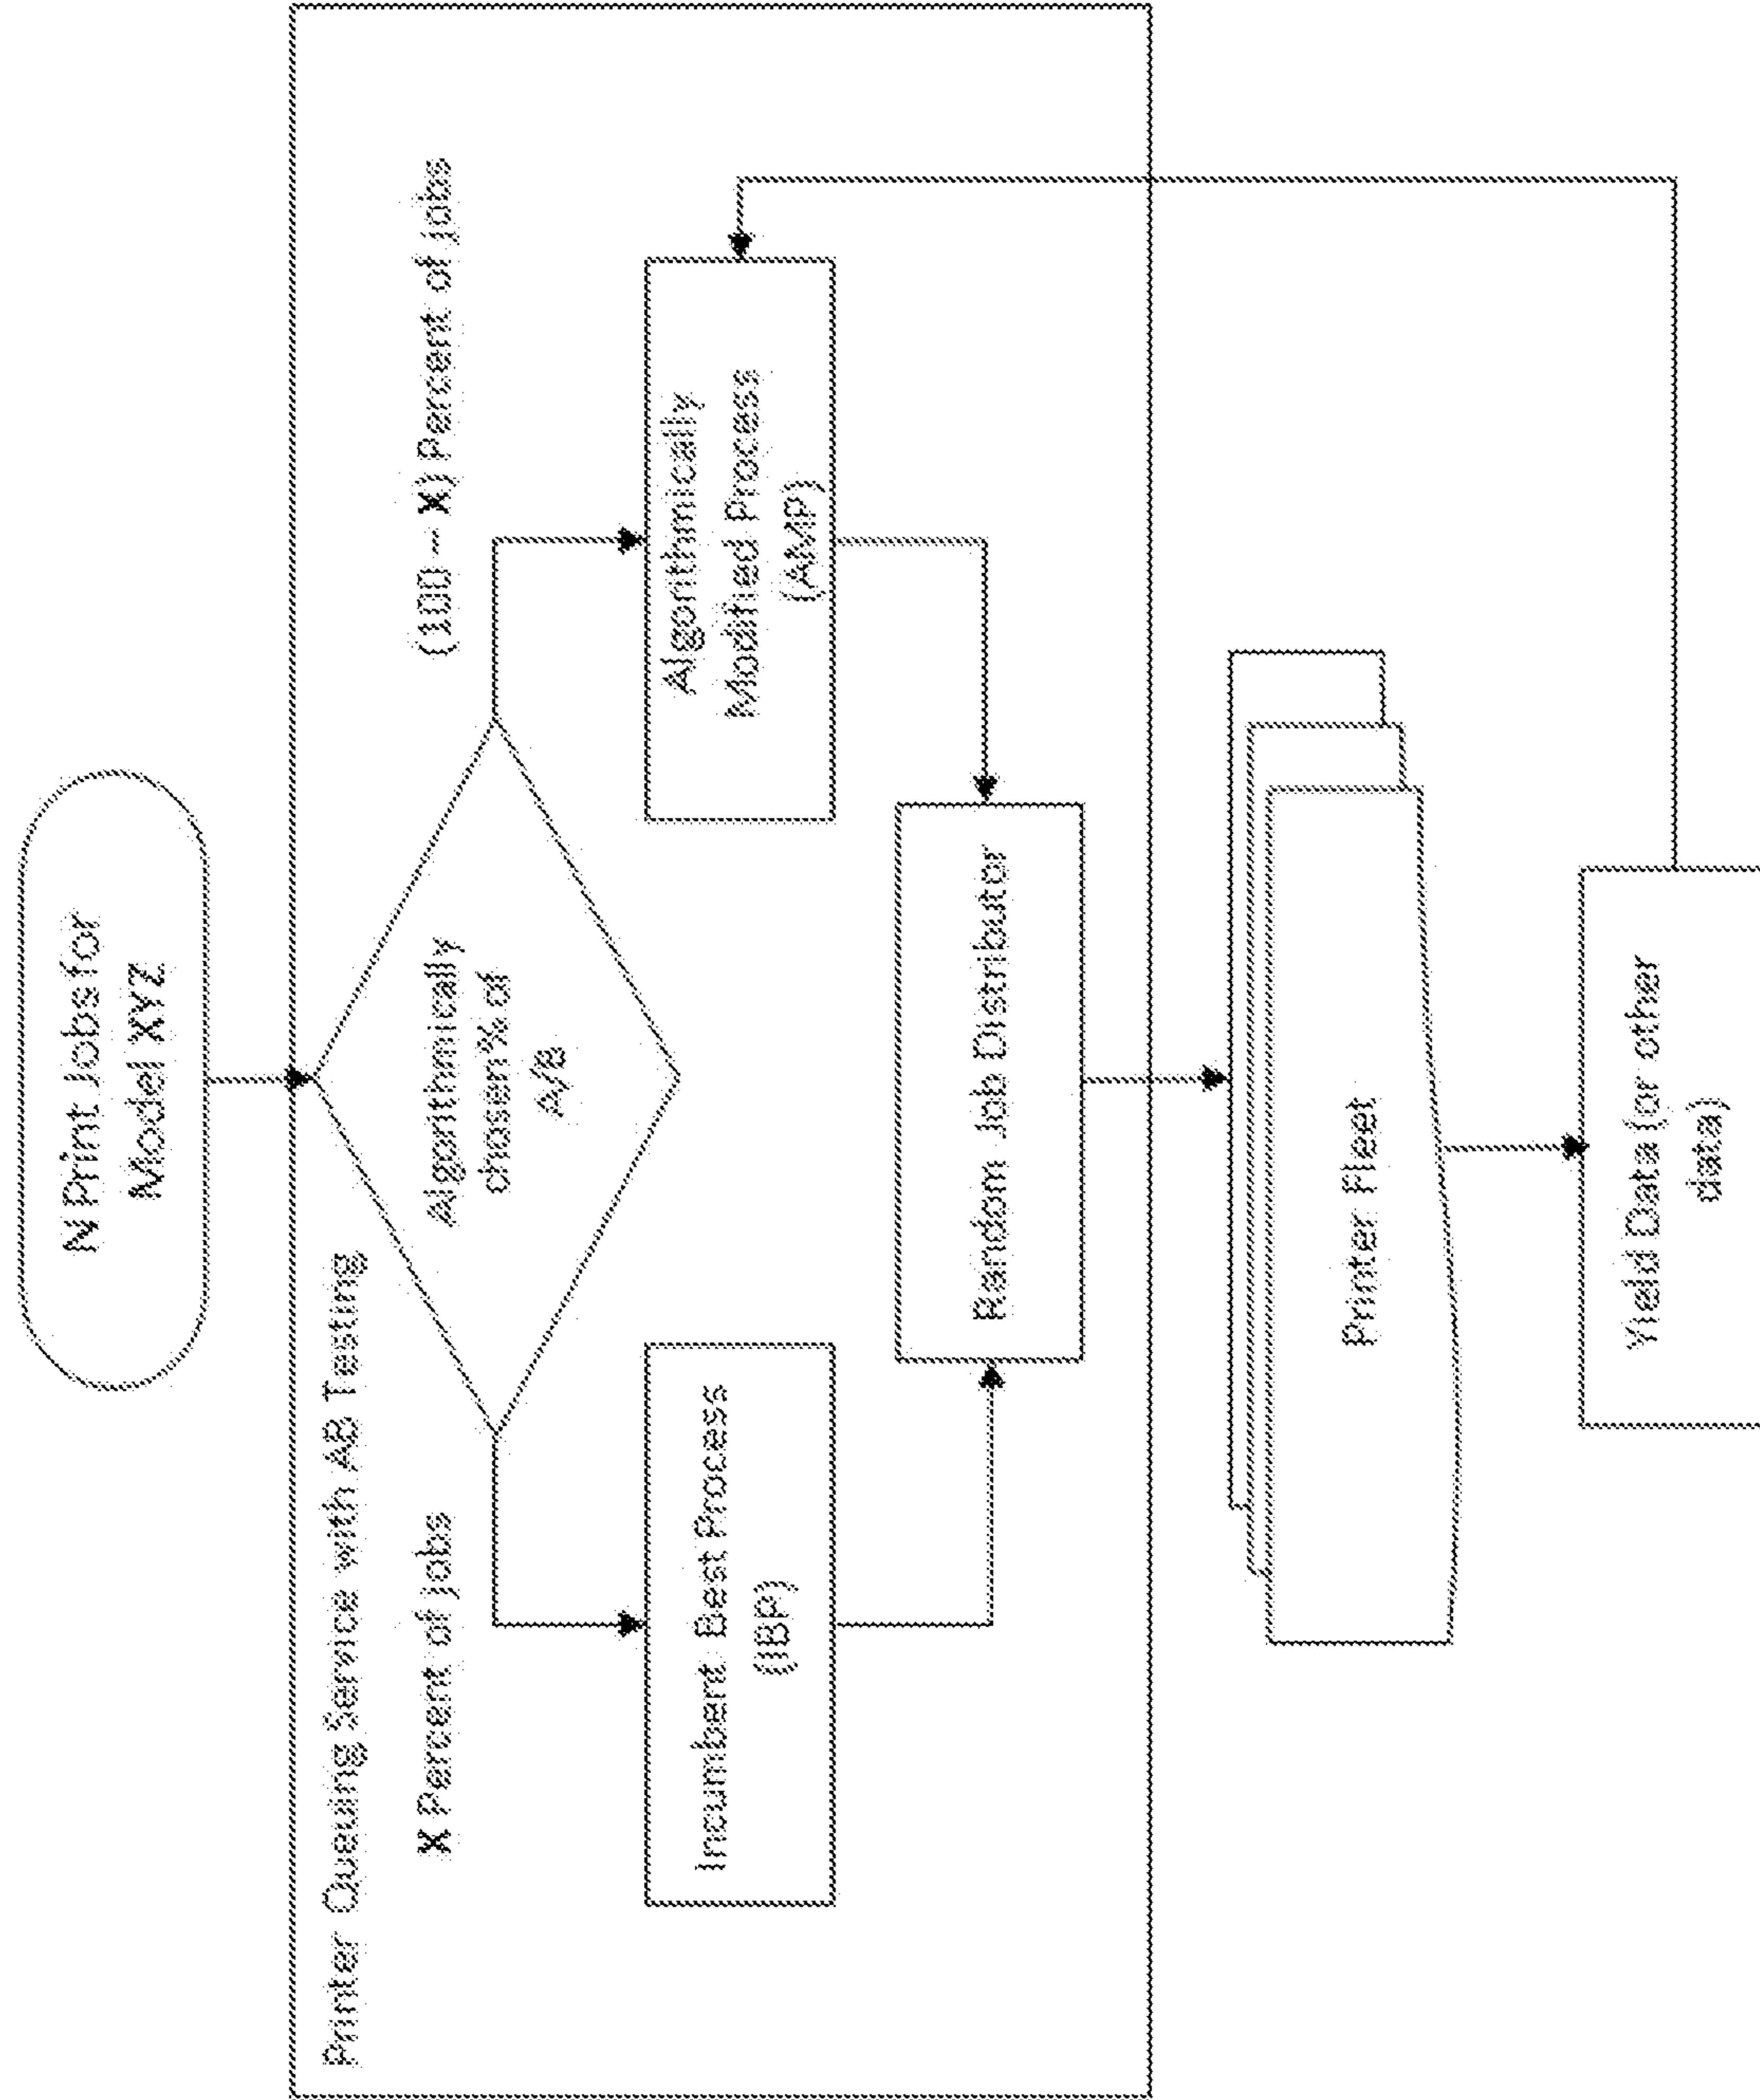 N Print Jobs for
Model XYZ
Printer Queuing Service with AB Testing
X Percent of jobs
(100 – X) Percent of jobs
Algorithmically
chosen % of
A/B
Incumbent Best Process
(IBP)
Algorithmically
Modified Process
(AMP)
Random Job Distributor
Printer Fleet
Yield Data (or other
data)